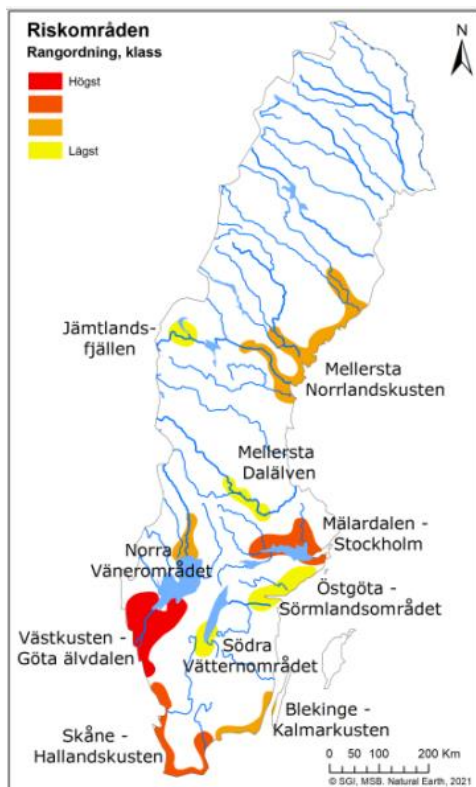 Riskområden
Rangordning, klass
Högst
Lägst
N
Jämtlands-
fjällen
Mellersta
Norrlandskusten
Mellersta
Dalälven
Mälardalen -
Stockholm
Norra
Vänerområdet
Östgöta -
Sörmlandsområdet
Västkusten -
Göta älvdalen
Södra
Vätternområdet
Blekinge -
Kalmarkusten
Skåne -
Hallandskusten
0 50 100 200 Km
© SGI, MSB. Natural Earth, 2021